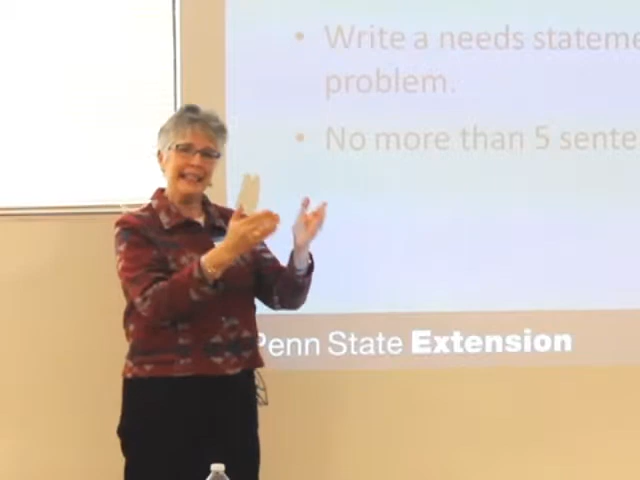 • Write a needs stateme
problem.
• No more than 5 sente
Penn State Extension